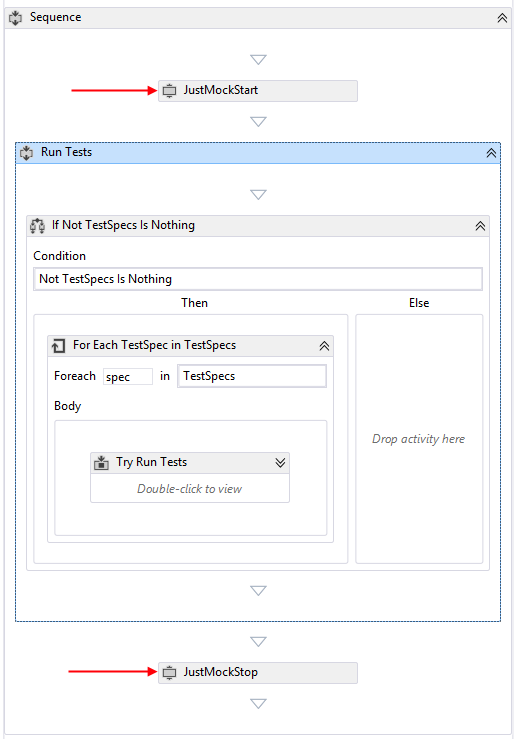 Sequence
JustMockStart
Run Tests
If Not TestSpecs Is Nothing
Condition
Not TestSpecs Is Nothing
Then
Else
For Each TestSpec in TestSpecs
Foreach spec in TestSpecs
Body
Drop activity here
Try Run Tests
Double-click to view
JustMockStop